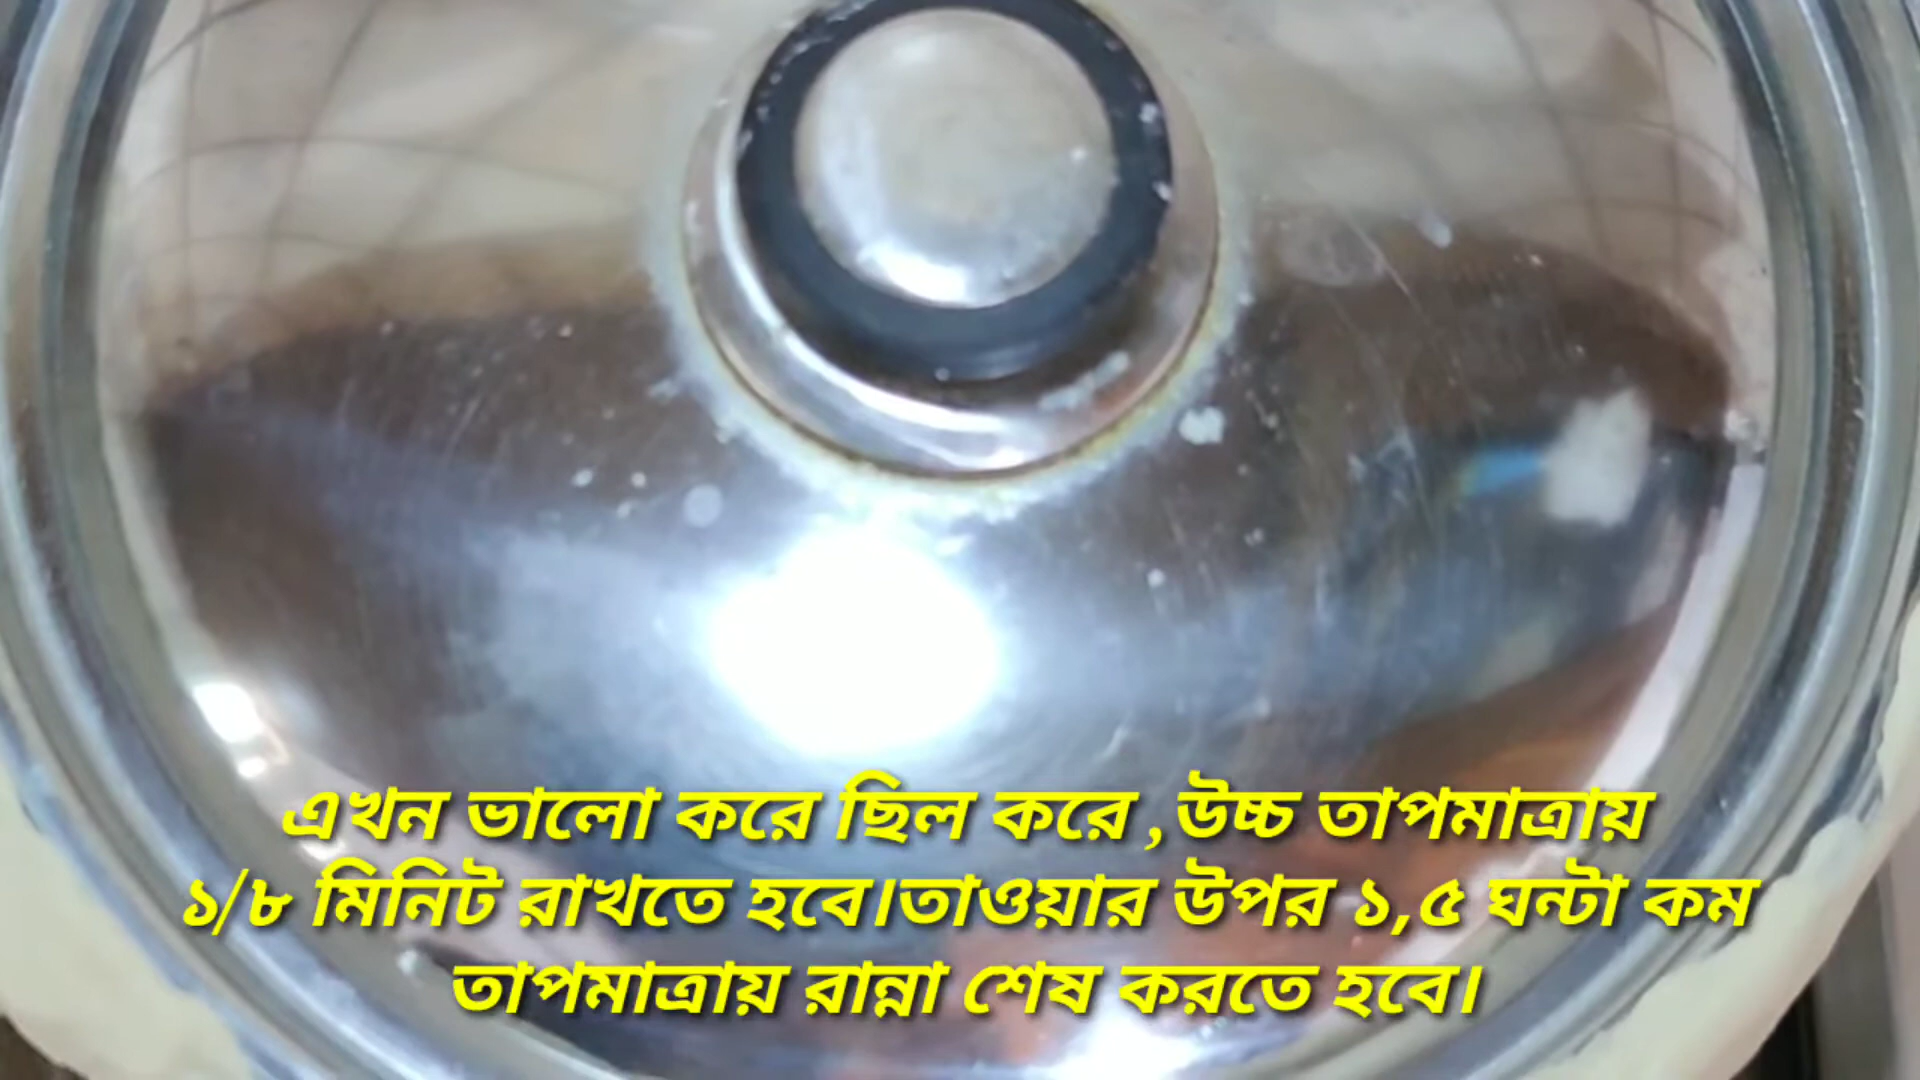 এখন ভালো করে ছিল করে ,উচ্চ তাপমাত্রায়
১/৮ মিনিট রাখতে হবে।তাওয়ার উপর ১,৫ ঘন্টা কম
তাপমাত্রায় রান্না শেষ করতে হবে।